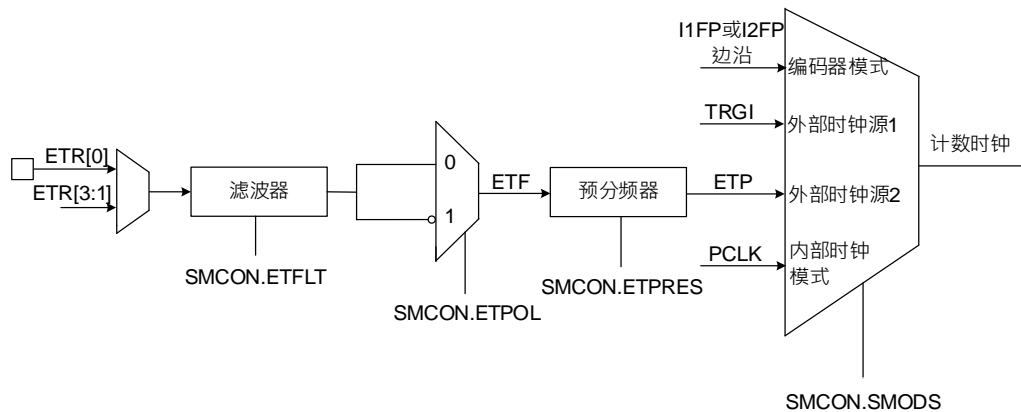 I1FP或I2FP
边沿
编码器模式
TRGI
外部时钟源1
计数时钟
ETR[0]
ETR[3:1]
滤波器
0
1
ETF
预分频器
ETP
外部时钟源2
PCLK
内部时钟
模式
SMCON.ETFLT
SMCON.ETPOL
SMCON.ETPRES
SMCON.SMODS